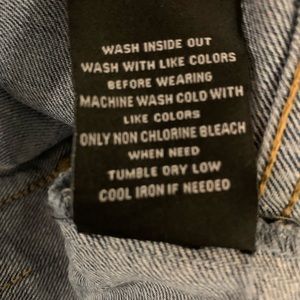 WASH INSIDE OUT
WASH WITH LIKE COLORS
BEFORE WEARING
MACHINE WASH COLD WITH
LIKE COLORS
ONLY NON CHLORINE BLEACH
WHEN NEED
TUMBLE DRY LOW
COOL IRON IF NEEDED